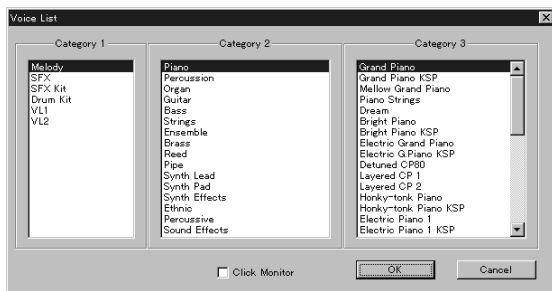 Voice List
Category 1
Melody
SFX
SFX Kit
Drum Kit
VL1
VL2
Category 2
Piano
Percussion
Organ
Guitar
Bass
Strings
Ensemble
Brass
Reed
Pipe
Synth Lead
Synth Pad
Synth Effects
Ethnic
Percussive
Sound Effects
Category 3
Grand Piano
Grand Piano KSP
Mellow Grand Piano
Piano Strings
Dream
Bright Piano
Bright Piano KSP
Electric Grand Piano
Electric G.Piano KSP
Detuned CP80
Layered CP 1
Layered CP 2
Honky-tonk Piano
Honky-tonk Piano KSP
Electric Piano 1
Electric Piano 1 KSP
Click Monitor
OK
Cancel